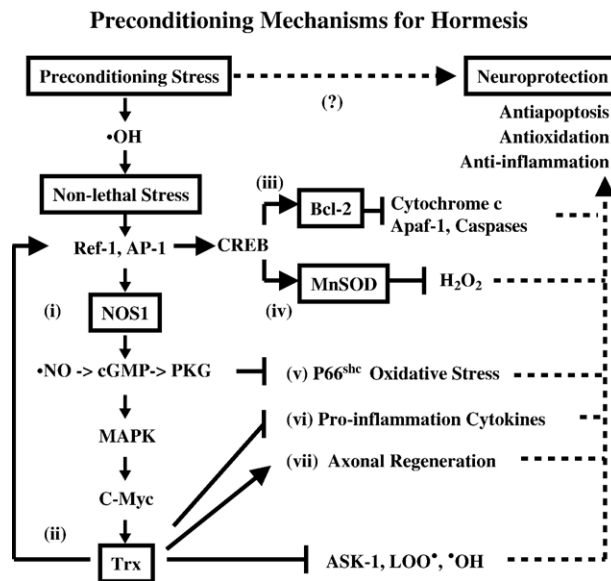 Preconditioning Mechanisms for Hormesis
Preconditioning Stress
Neuroprotection
(?)
Antiapoptosis
Antioxidation
Anti-inflammation
•OH
Non-lethal Stress
(iii)
Bcl-2
Cytochrome c
Apaf-1, Caspases
Ref-1, AP-1
CREB
MnSOD
H₂O₂
(iv)
(i)
NOS1
•NO -> cGMP-> PKG
(v) P66ˢʰᶜ Oxidative Stress
(vi) Pro-inflammation Cytokines
MAPK
(vii) Axonal Regeneration
C-Myc
(ii)
Trx
ASK-1, LOO•, •OH